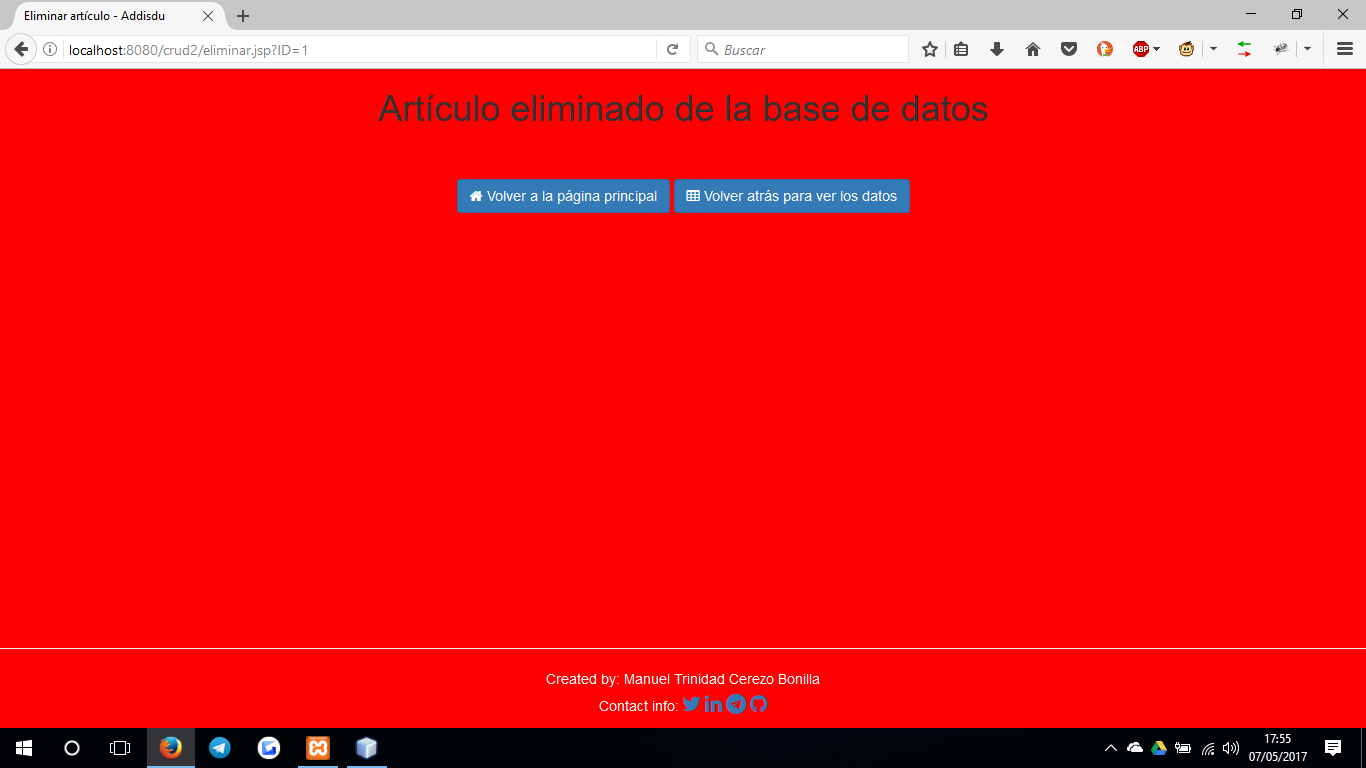 Eliminar artículo - Addisdu
localhost:8080/crud2/eliminar.jsp?ID=1
Buscar
ABP
Artículo eliminado de la base de datos
Volver a la página principal
Volver atrás para ver los datos
Created by: Manuel Trinidad Cerezo Bonilla
Contact info:
17:55
07/05/2017